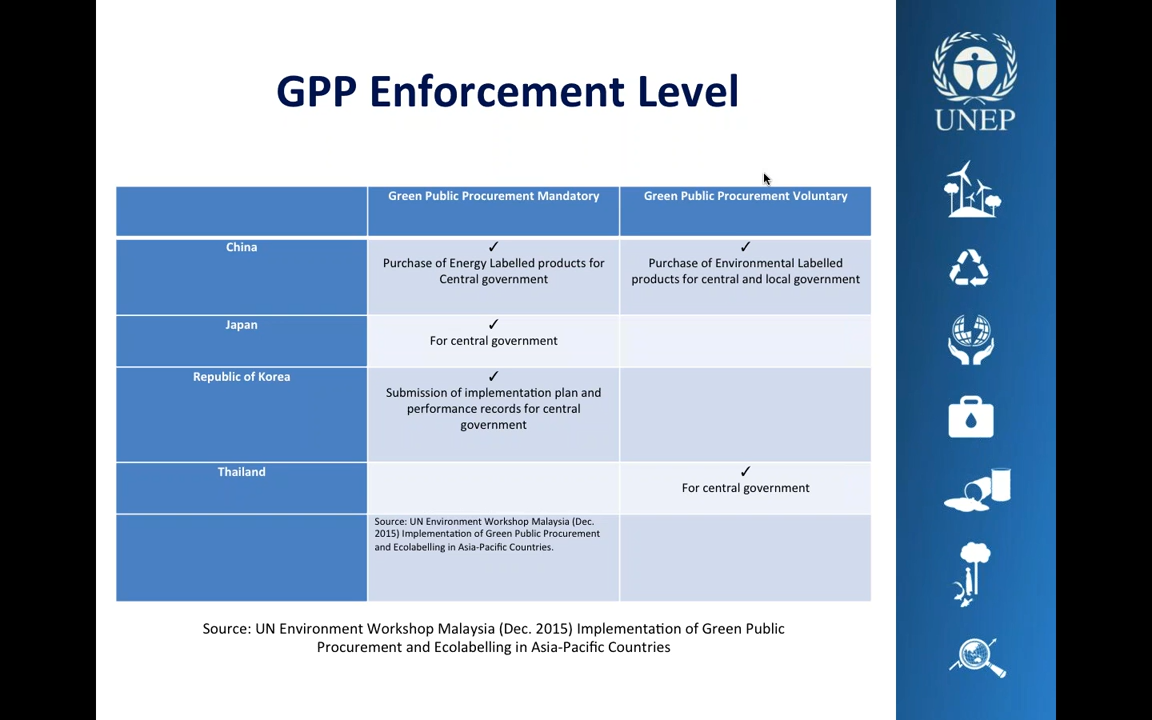 GPP Enforcement Level
UNEP
Green Public Procurement Mandatory
Green Public Procurement Voluntary
China
✓
Purchase of Energy Labelled products for
Central government
✓
Purchase of Environmental Labelled
products for central and local government
Japan
✓
For central government
Republic of Korea
✓
Submission of implementation plan and
performance records for central
government
Thailand
✓
For central government
Source: UN Environment Workshop Malaysia (Dec.
2015) Implementation of Green Public Procurement
and Ecolabelling in Asia-Pacific Countries.
Source: UN Environment Workshop Malaysia (Dec. 2015) Implementation of Green Public
Procurement and Ecolabelling in Asia-Pacific Countries